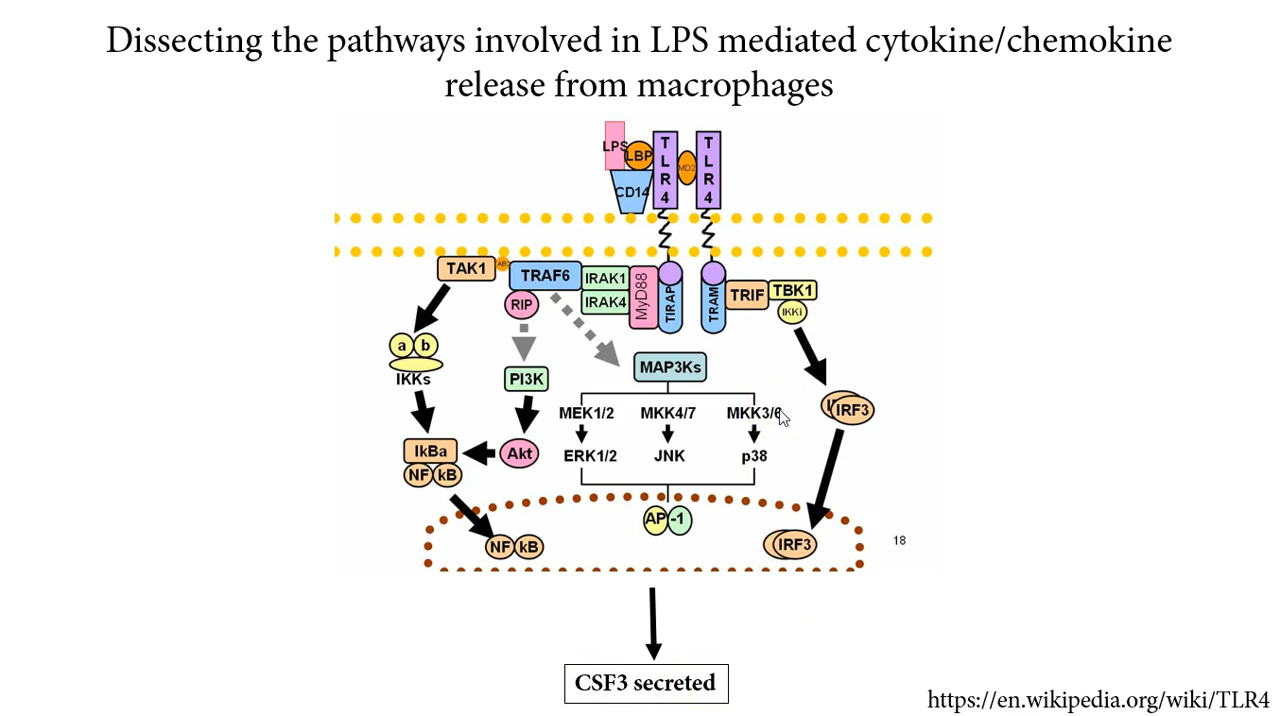 Dissecting the pathways involved in LPS mediated cytokine/chemokine
release from macrophages
LPS
LBP
CD14
TLR4
MD2
TLR4
TAK1
TRAF6
IRAK1
IRAK4
MyD88
TIRAP
TRAM
TRIF
TBK1
IKKi
RIP
a b
IKKs
PI3K
MAP3Ks
IRF3
MEK1/2 MKK4/7 MKK3/6
ERK1/2 JNK p38
IkBa
NF kB
Akt
AP -1
NF kB
IRF3
18
CSF3 secreted
https://en.wikipedia.org/wiki/TLR4